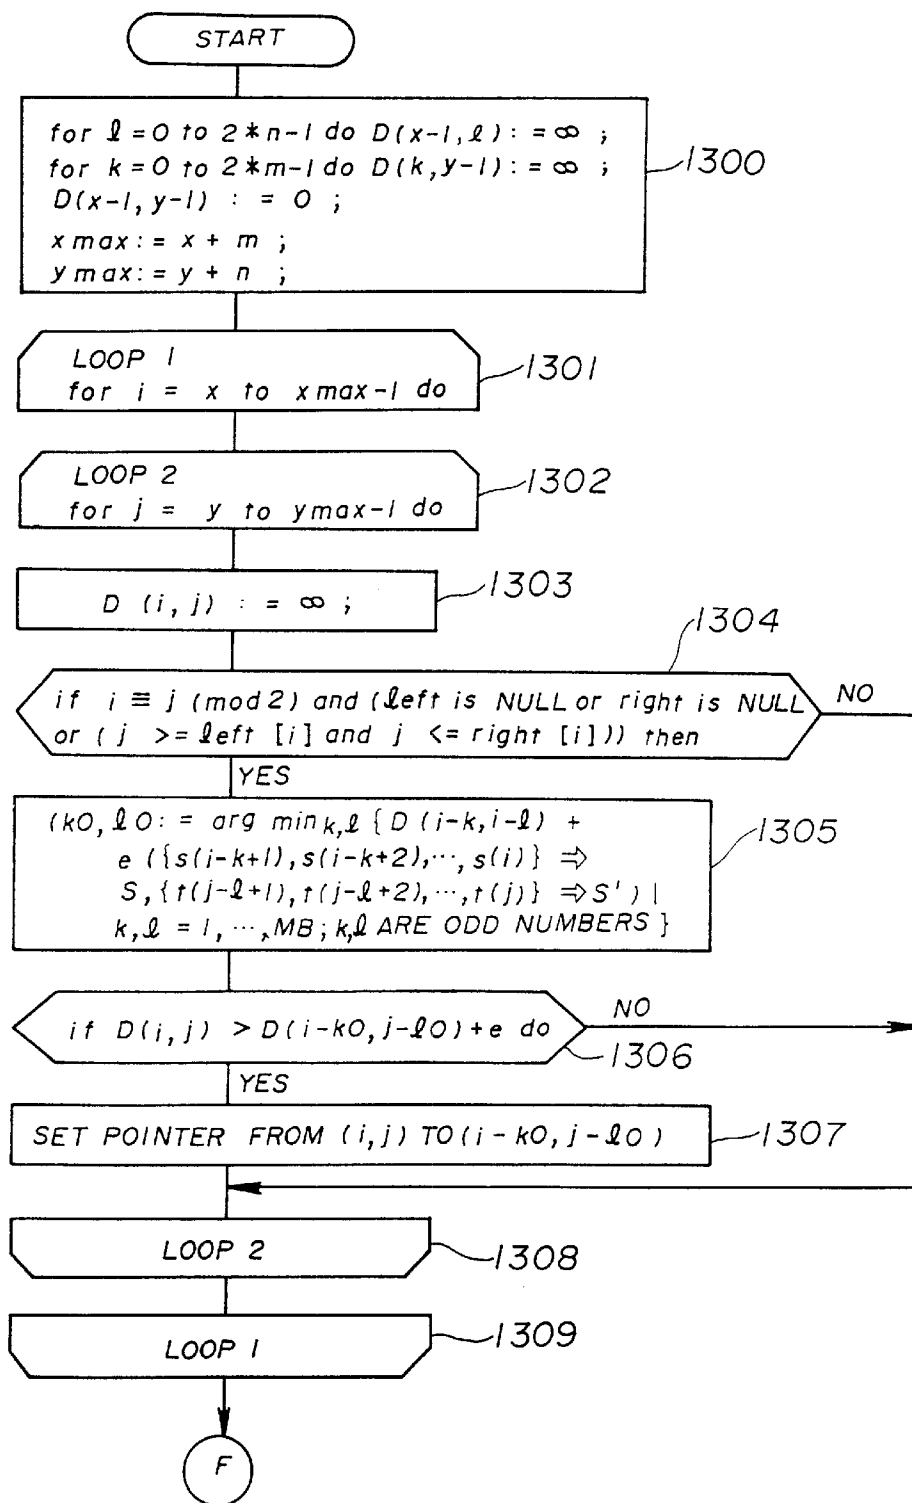 START
for ℓ=0 to 2*n-1 do D(x-1,ℓ):=∞ ;
for k=0 to 2*m-1 do D(k,y-1):=∞ ;
D(x-1, y-1) := 0 ;
xmax:= x + m ;
ymax:= y + n ;
1300
LOOP 1
for i = x to xmax-1 do
1301
LOOP 2
for j = y to ymax-1 do
1302
D (i,j) := ∞ ;
1303
1304
if i ≡ j (mod 2) and (left is NULL or right is NULL
or (j >= left [i] and j <= right [i])) then
NO
YES
(k0, ℓ0:= arg min k,ℓ {D (i-k,i-ℓ) +
e ({s(i-k+1),s(i-k+2),···,s(i)} ⇒
S,{t(j-ℓ+1),t(j-ℓ+2),···,t(j)} ⇒S')|
k,ℓ = 1,···,MB;k,ℓ ARE ODD NUMBERS }
1305
if D(i,j) > D(i-k0,j-ℓ0)+e do
NO
1306
YES
SET POINTER FROM (i,j) TO(i-k0,j-ℓ0)
1307
LOOP 2
1308
LOOP 1
1309
F